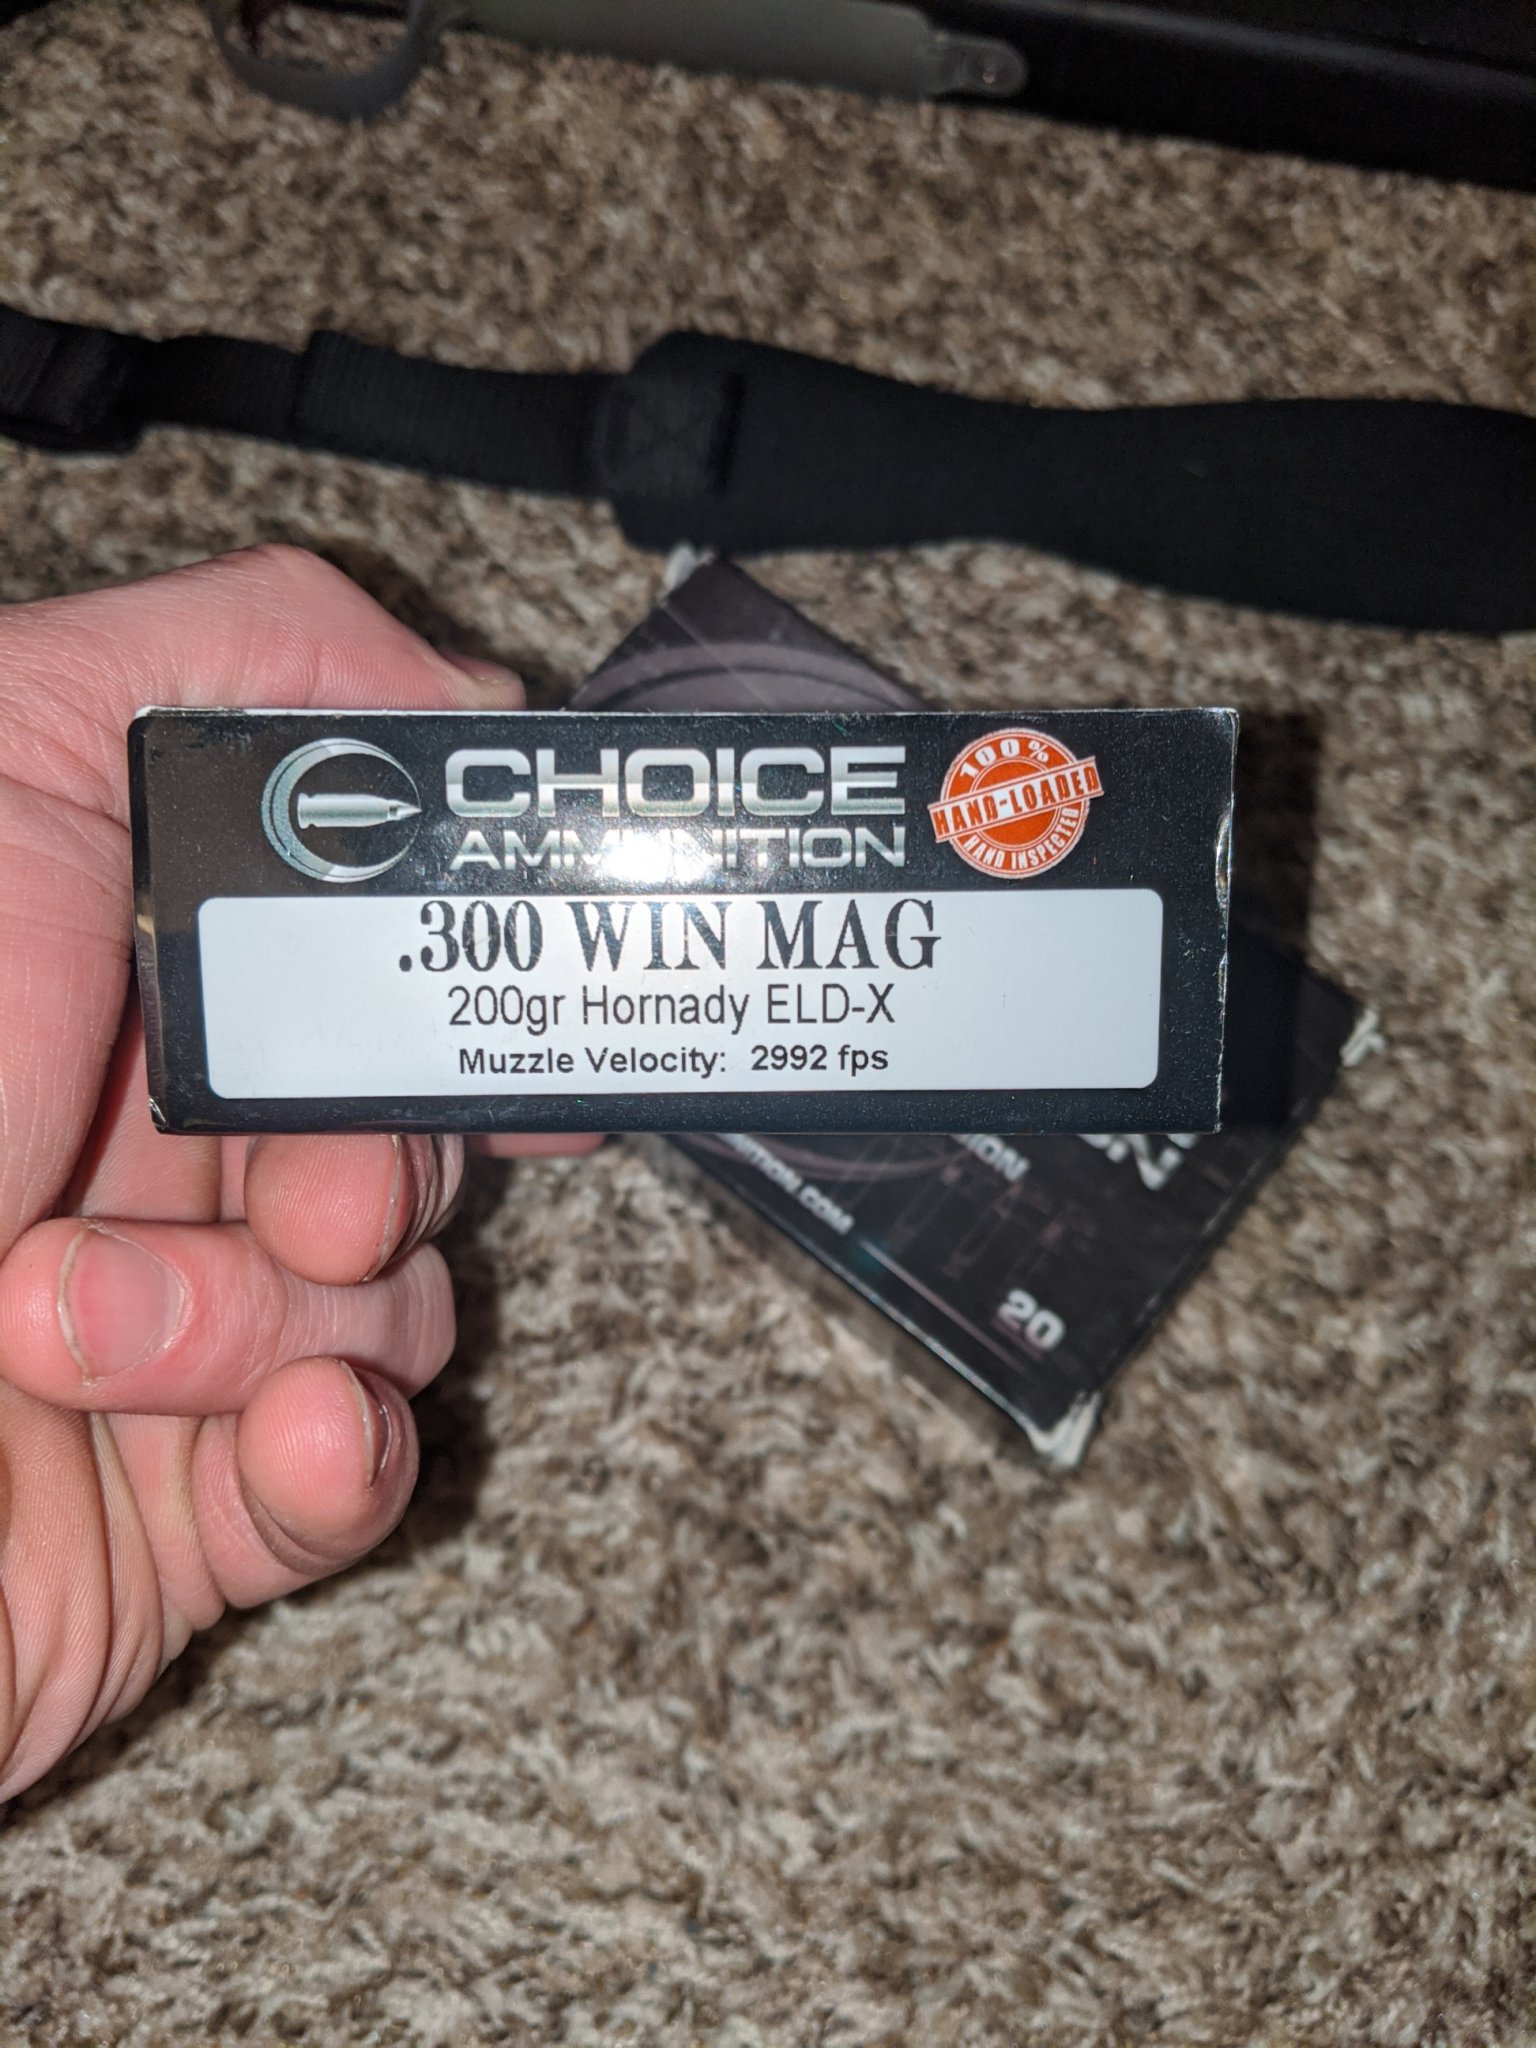 CHOICE
AMMUNITION
100%
HAND-LOADED
HAND INSPECTED
.300 WIN MAG
200gr Hornady ELD-X
Muzzle Velocity: 2992 fps
20